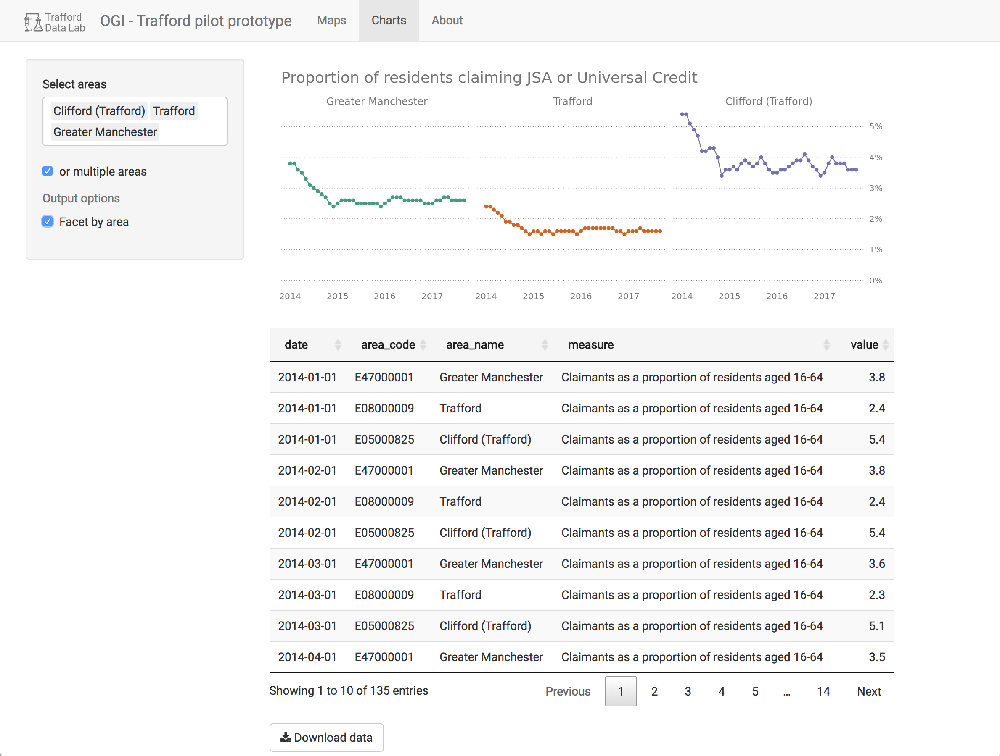 Trafford
Data Lab
OGI - Trafford pilot prototype
Maps
Charts
About
Select areas
Clifford (Trafford) Trafford
Greater Manchester
or multiple areas
Output options
Facet by area
Proportion of residents claiming JSA or Universal Credit
Greater Manchester Trafford Clifford (Trafford)
5%
4%
3%
2%
1%
0%
2014 2015 2016 2017 2014 2015 2016 2017 2014 2015 2016 2017
date area_code area_name measure value
2014-01-01 E47000001 Greater Manchester Claimants as a proportion of residents aged 16-64 3.8
2014-01-01 E08000009 Trafford Claimants as a proportion of residents aged 16-64 2.4
2014-01-01 E05000825 Clifford (Trafford) Claimants as a proportion of residents aged 16-64 5.4
2014-02-01 E47000001 Greater Manchester Claimants as a proportion of residents aged 16-64 3.8
2014-02-01 E08000009 Trafford Claimants as a proportion of residents aged 16-64 2.4
2014-02-01 E05000825 Clifford (Trafford) Claimants as a proportion of residents aged 16-64 5.4
2014-03-01 E47000001 Greater Manchester Claimants as a proportion of residents aged 16-64 3.6
2014-03-01 E08000009 Trafford Claimants as a proportion of residents aged 16-64 2.3
2014-03-01 E05000825 Clifford (Trafford) Claimants as a proportion of residents aged 16-64 5.1
2014-04-01 E47000001 Greater Manchester Claimants as a proportion of residents aged 16-64 3.5
Showing 1 to 10 of 135 entries
Previous 1 2 3 4 5 … 14 Next
Download data